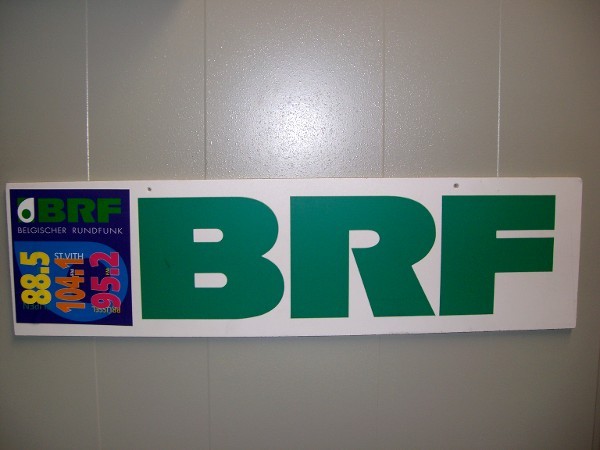 BRF
BELGISCHER RUNDFUNK
88.5
ST.VITH
104.1
95.2
BRF